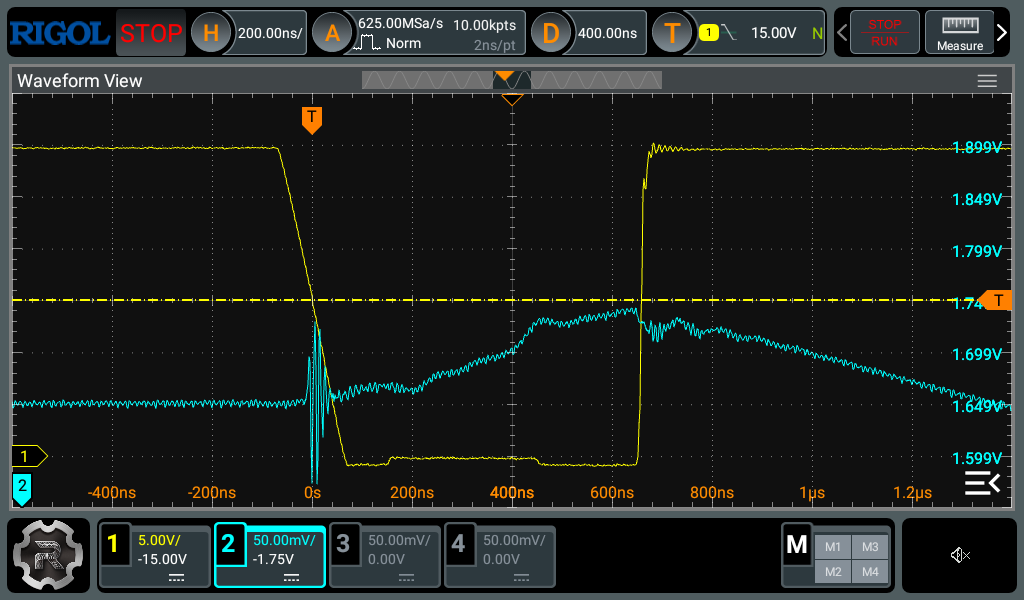 RIGOL STOP H 200.00ns/ A 625.00MSa/s 10.00kpts D 400.00ns T 1 15.00V N STOP
Norm 2ns/pt RUN Measure
Waveform View
T
1.899V
1.849V
1.799V
1.74 T
1.699V
1.649V
1 1.599V
2 -400ns -200ns 0s 200ns 400ns 600ns 800ns 1µs 1.2µs
1 5.00V/ 2 50.00mV/ 3 50.00mV/ 4 50.00mV/ M M1 M3
-15.00V -1.75V 0.00V 0.00V M2 M4
R